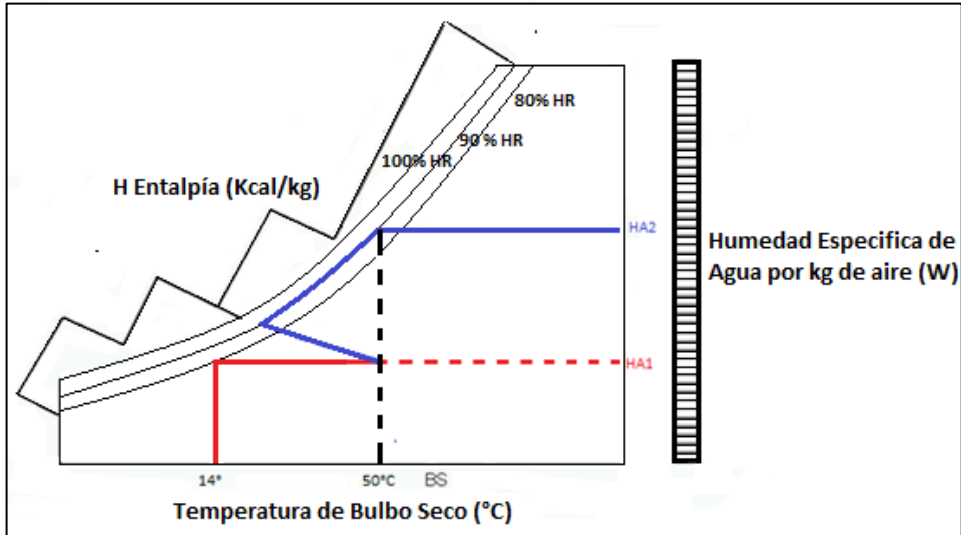 80% HR
90 % HR
100% HR
H Entalpía (Kcal/kg)
HA2
Humedad Especifica de
Agua por kg de aire (W)
HA1
14°
50°C
BS
Temperatura de Bulbo Seco (°C)